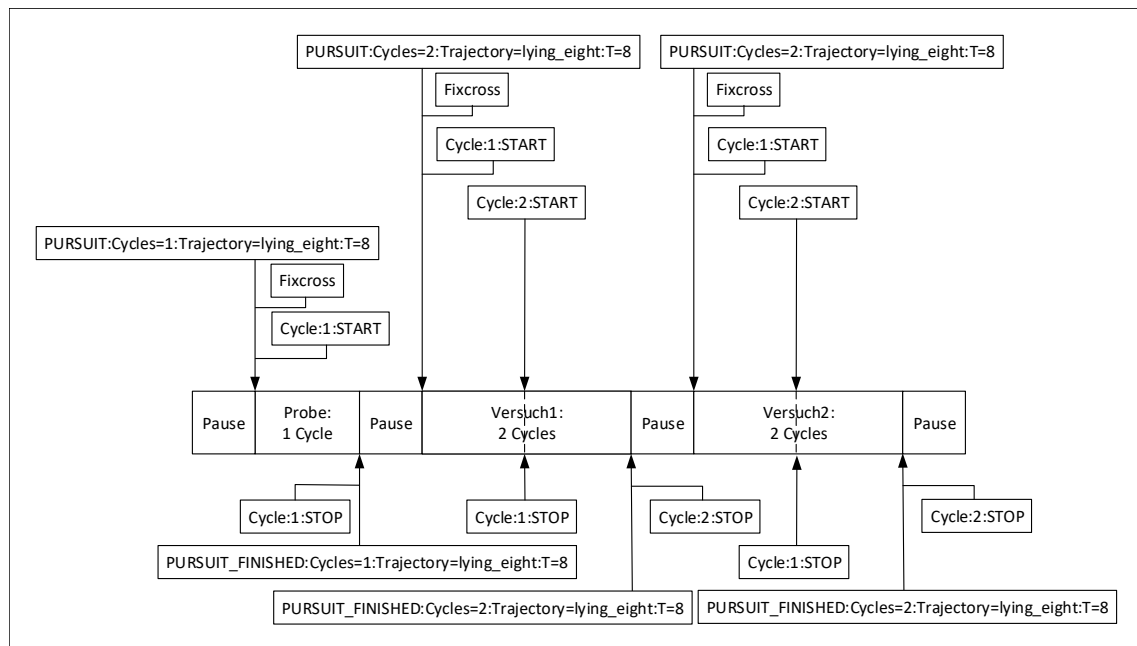 PURSUIT:Cycles=2:Trajectory=lying_eight:T=8
PURSUIT:Cycles=2:Trajectory=lying_eight:T=8
Fixcross
Fixcross
Cycle:1:START
Cycle:1:START
Cycle:2:START
Cycle:2:START
PURSUIT:Cycles=1:Trajectory=lying_eight:T=8
Fixcross
Cycle:1:START
Pause
Probe:
1 Cycle
Pause
Versuch1:
2 Cycles
Pause
Versuch2:
2 Cycles
Pause
Cycle:1:STOP
Cycle:1:STOP
Cycle:2:STOP
Cycle:2:STOP
PURSUIT_FINISHED:Cycles=1:Trajectory=lying_eight:T=8
Cycle:1:STOP
PURSUIT_FINISHED:Cycles=2:Trajectory=lying_eight:T=8
PURSUIT_FINISHED:Cycles=2:Trajectory=lying_eight:T=8